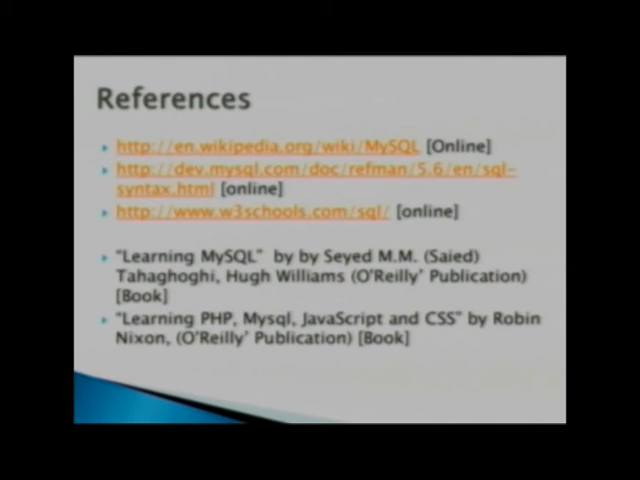 References
http://en.wikipedia.org/wiki/MySQL [Online]
http://dev.mysql.com/doc/refman/5.6/en/sql-
syntax.html [online]
http://www.w3schools.com/sql/ [online]
"Learning MySQL" by by Seyed M.M. (Saied)
Tahaghoghi, Hugh Williams (O'Reilly' Publication)
[Book]
"Learning PHP, Mysql, JavaScript and CSS" by Robin
Nixon, (O'Reilly' Publication) [Book]